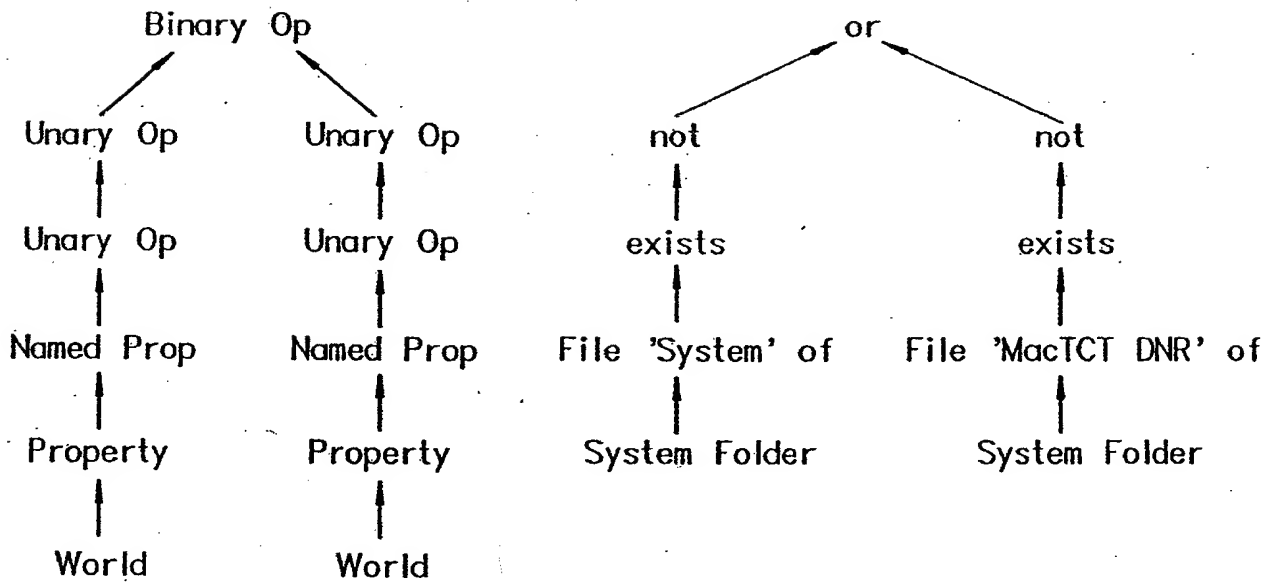 Binary Op or
Unary Op Unary Op not not
Unary Op Unary Op exists exists
Named Prop Named Prop File 'System' of File 'MacTCT DNR' of
Property Property System Folder System Folder
World World